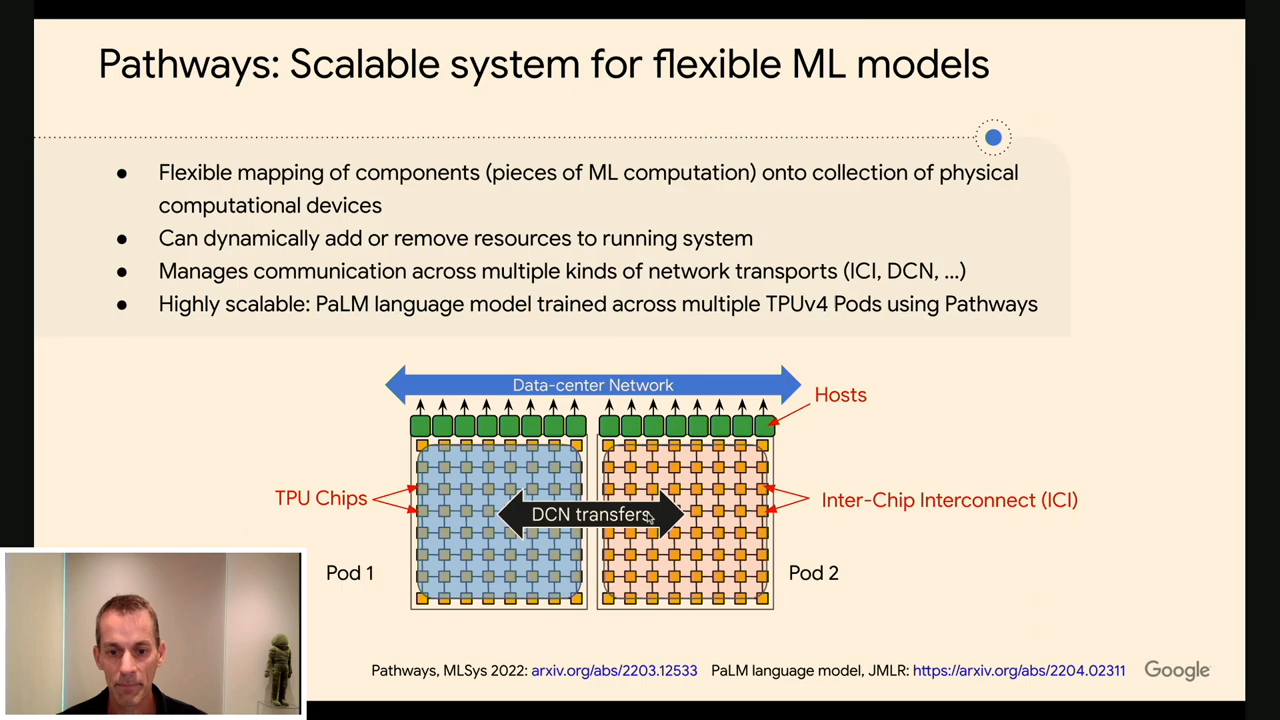 Pathways: Scalable system for flexible ML models
● Flexible mapping of components (pieces of ML computation) onto collection of physical
computational devices
● Can dynamically add or remove resources to running system
● Manages communication across multiple kinds of network transports (ICI, DCN, ...)
● Highly scalable: PaLM language model trained across multiple TPUv4 Pods using Pathways
Data-center Network
Hosts
TPU Chips
Inter-Chip Interconnect (ICI)
DCN transfers
Pod 1
Pod 2
Pathways, MLSys 2022: arxiv.org/abs/2203.12533 PaLM language model, JMLR: https://arxiv.org/abs/2204.02311
Google